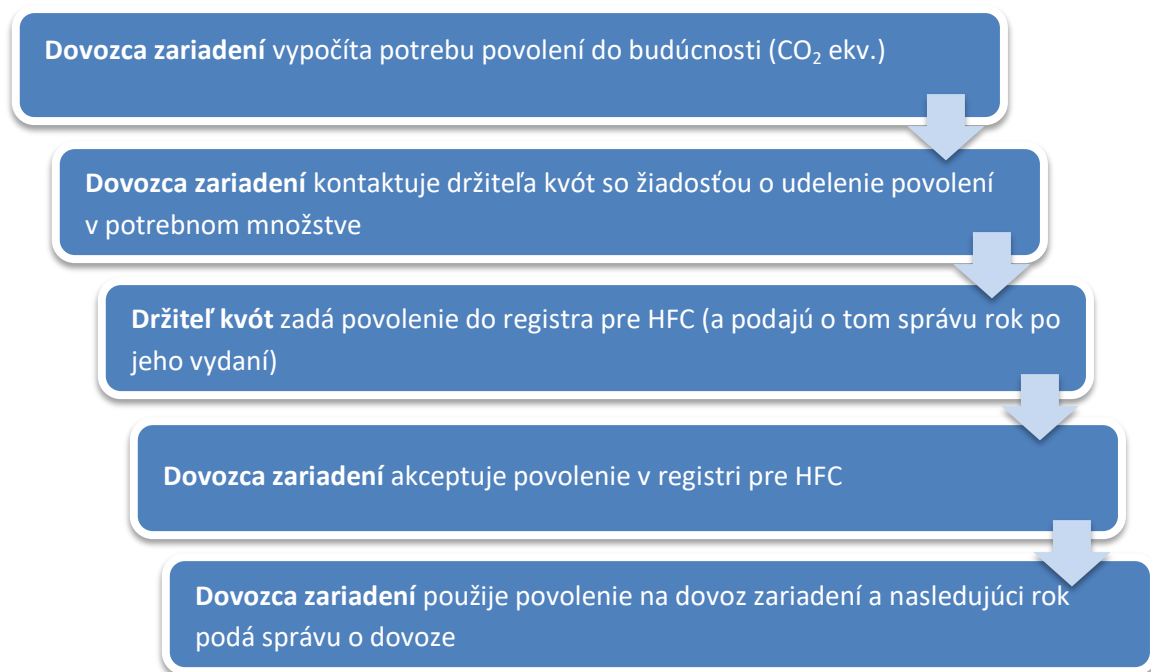 Dovozca zariadení vypočíta potrebu povolení do budúcnosti (CO₂ ekv.)
Dovozca zariadení kontaktuje držiteľa kvót so žiadosťou o udelenie povolení
v potrebnom množstve
Držiteľ kvót zadá povolenie do registra pre HFC (a podajú o tom správu rok po
jeho vydaní)
Dovozca zariadení akceptuje povolenie v registri pre HFC
Dovozca zariadení použije povolenie na dovoz zariadení a nasledujúci rok
podá správu o dovoze